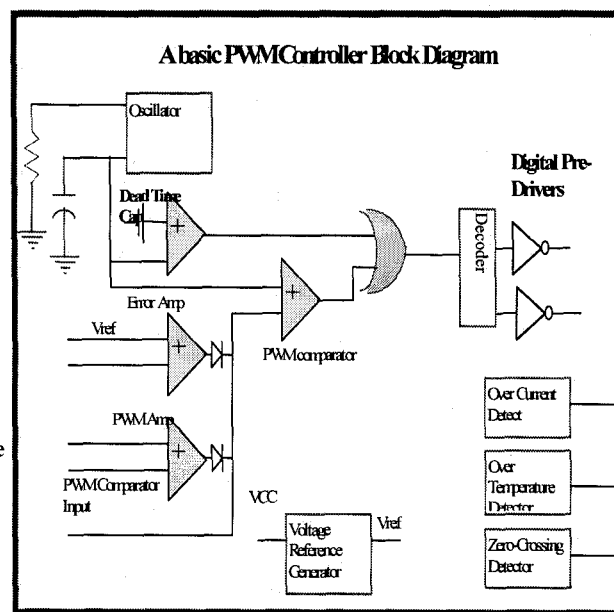 A basic PWM Controller Block Diagram
Oscillator
Digital Pre-
Drivers
Dead Time
Cap
Decoder
Error Amp
Vref
PWM comparator
PWM Amp
PWM Comparator
Input
e
VCC
Voltage
Reference
Generator
Vref
Over Current
Detect
Over
Temperature
Detector
Zero-Crossing
Detector